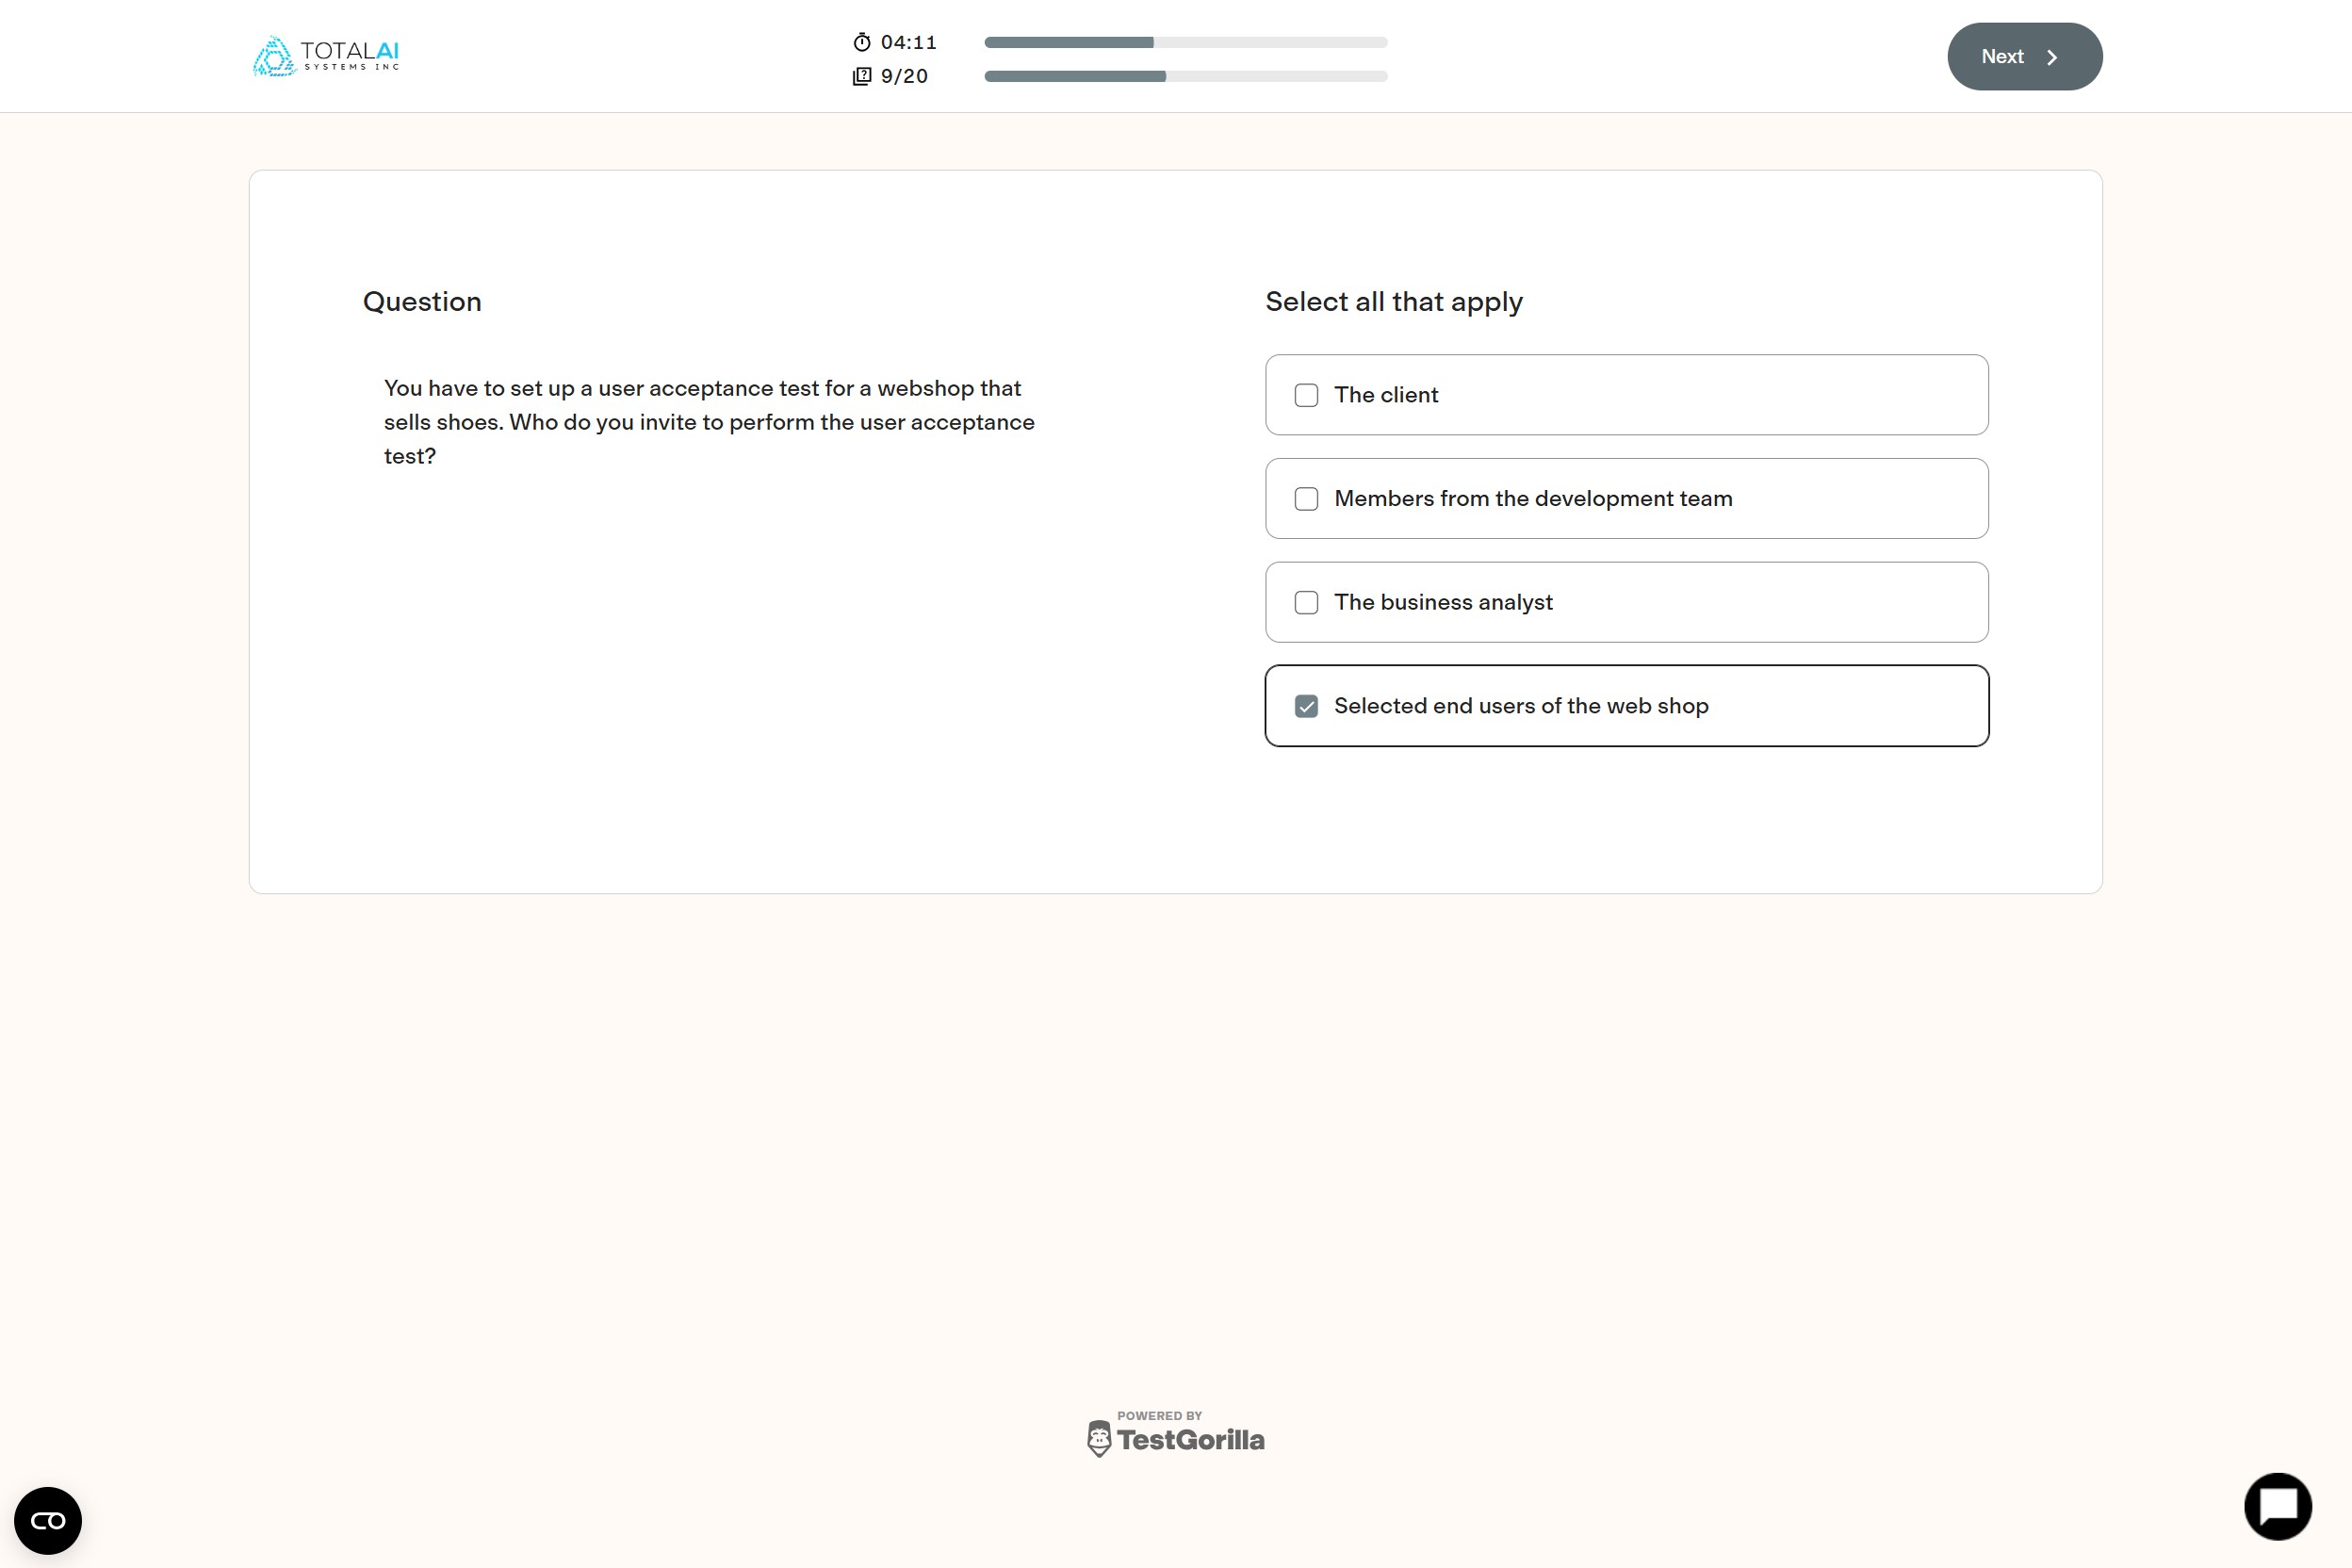 TOTALAI
SYSTEMS INC
04:11
9/20
Next
Question
You have to set up a user acceptance test for a webshop that
sells shoes. Who do you invite to perform the user acceptance
test?
Select all that apply
The client
Members from the development team
The business analyst
Selected end users of the web shop
POWERED BY
TestGorilla